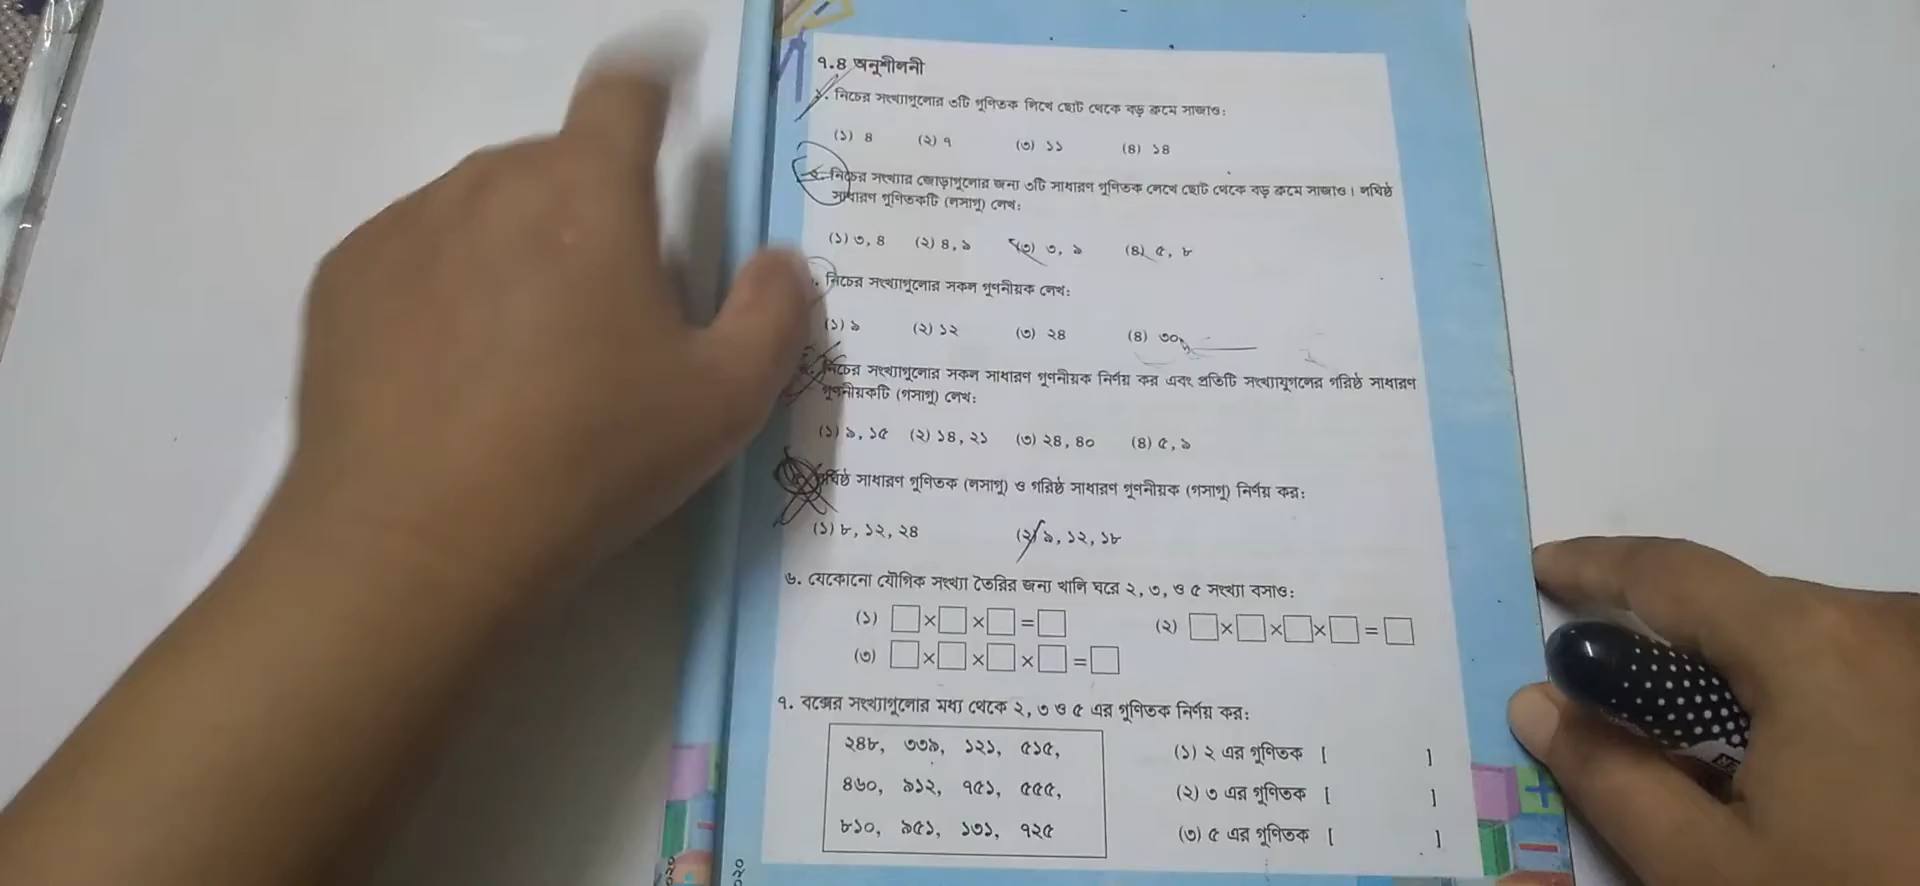 ৭.৪ অনুশীলনী
১. নিচের সংখ্যাগুলোর ৩টি গুণিতক লিখে ছোট থেকে বড় ক্রমে সাজাও:
(১) ৪ (২) ৭ (৩) ১১ (৪) ১৪
২. নিচের সংখ্যার জোড়াগুলোর জন্য ৩টি সাধারণ গুণিতক লেখে ছোট থেকে বড় ক্রমে সাজাও। লঘিষ্ঠ
সাধারণ গুণিতকটি (লসাগু) লেখ:
(১) ৩, ৪ (২) ৪, ৯ (৩) ৩, ৯ (৪) ৫, ৮
. নিচের সংখ্যাগুলোর সকল গুণনীয়ক লেখ:
(১) ৯ (২) ১২ (৩) ২৪ (৪) ৩০
নিচের সংখ্যাগুলোর সকল সাধারণ গুণনীয়ক নির্ণয় কর এবং প্রতিটি সংখ্যাযুগলের গরিষ্ঠ সাধারণ
গুণনীয়কটি (গসাগু) লেখ:
(১) ৯, ১৫ (২) ১৪, ২১ (৩) ২৪, ৪০ (৪) ৫, ৯
লঘিষ্ঠ সাধারণ গুণিতক (লসাগু) ও গরিষ্ঠ সাধারণ গুণনীয়ক (গসাগু) নির্ণয় কর:
(১) ৮, ১২, ২৪ (২) ৯, ১২, ১৮
৬. যেকোনো যৌগিক সংখ্যা তৈরির জন্য খালি ঘরে ২, ৩, ও ৫ সংখ্যা বসাও:
(১) □×□×□=□ (২) □×□×□×□=□
(৩) □×□×□×□=□
৭. বক্সের সংখ্যাগুলোর মধ্য থেকে ২, ৩ ও ৫ এর গুণিতক নির্ণয় কর:
২৪৮, ৩৩৯, ১২১, ৫১৫, (১) ২ এর গুণিতক [ ]
৪৬০, ৯১২, ৭৫১, ৫৫৫, (২) ৩ এর গুণিতক [ ]
৮১০, ৯৫১, ১৩১, ৭২৫ (৩) ৫ এর গুণিতক [ ]